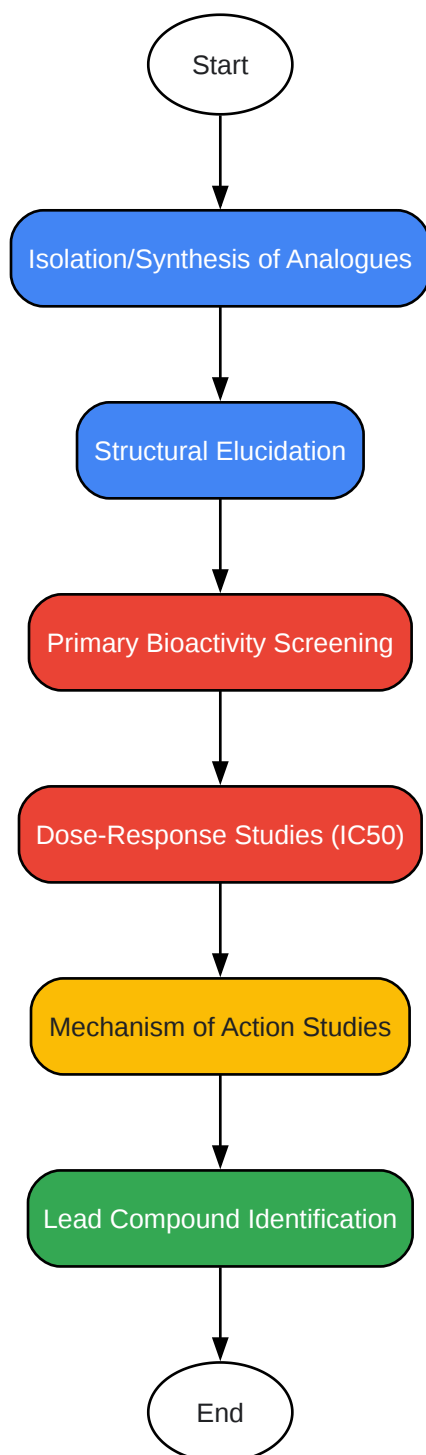 Start
Isolation/Synthesis of Analogues
Structural Elucidation
Primary Bioactivity Screening
Dose-Response Studies (IC50)
Mechanism of Action Studies
Lead Compound Identification
End